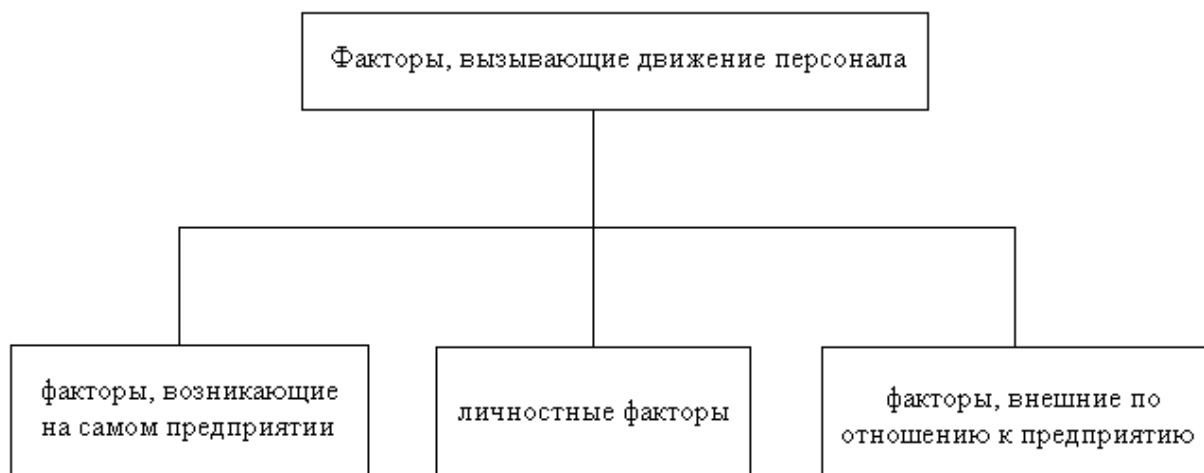 Факторы, вызывающие движение персонала
факторы, возникающие
на самом предприятии
личностные факторы
факторы, внешние по
отношению к предприятию